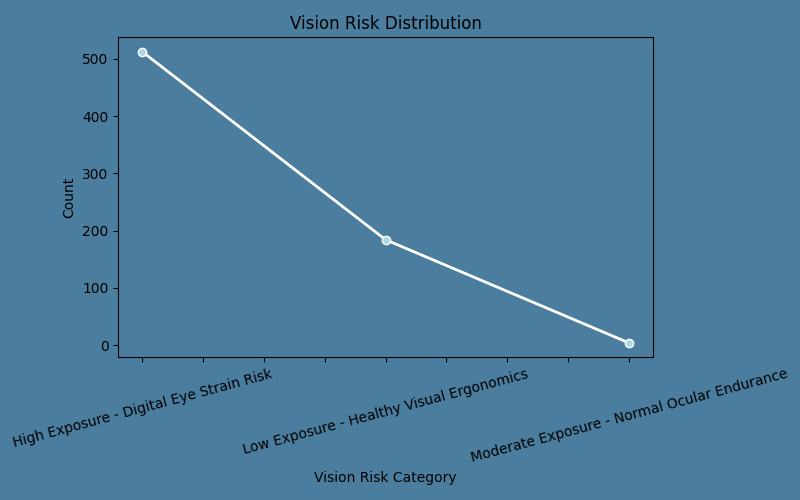 Vision Risk Distribution
Count
500
400
300
200
100
0
High Exposure - Digital Eye Strain Risk
Low Exposure - Healthy Visual Ergonomics
Moderate Exposure - Normal Ocular Endurance
Vision Risk Category